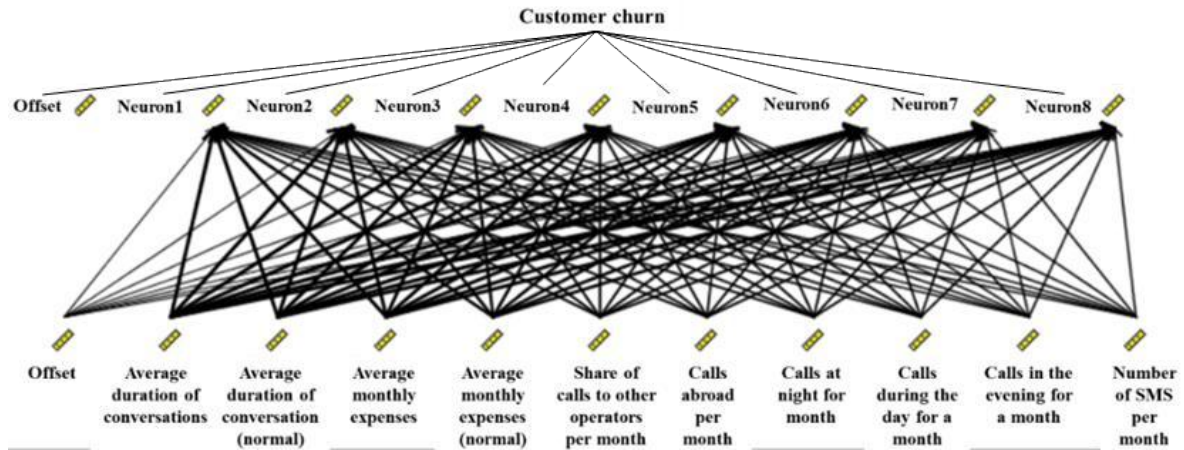 Customer churn
Offset Neuron1 Neuron2 Neuron3 Neuron4 Neuron5 Neuron6 Neuron7 Neuron8
Offset
Average
duration of
conversations
Average
duration of
conversation
(normal)
Average
monthly
expenses
Average
monthly
expenses
(normal)
Share of
calls to other
operators
per month
Calls
abroad
per
month
Calls at
night for
month
Calls
during the
day for a
month
Calls in the
evening for
a month
Number
of SMS
per
month